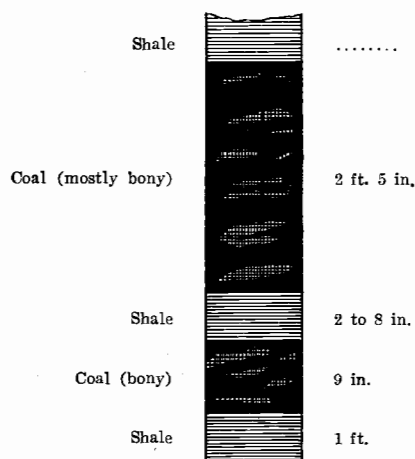 Shale ........
Coal (mostly bony) 2 ft. 5 in.
Shale 2 to 8 in.
Coal (bony) 9 in.
Shale 1 ft.